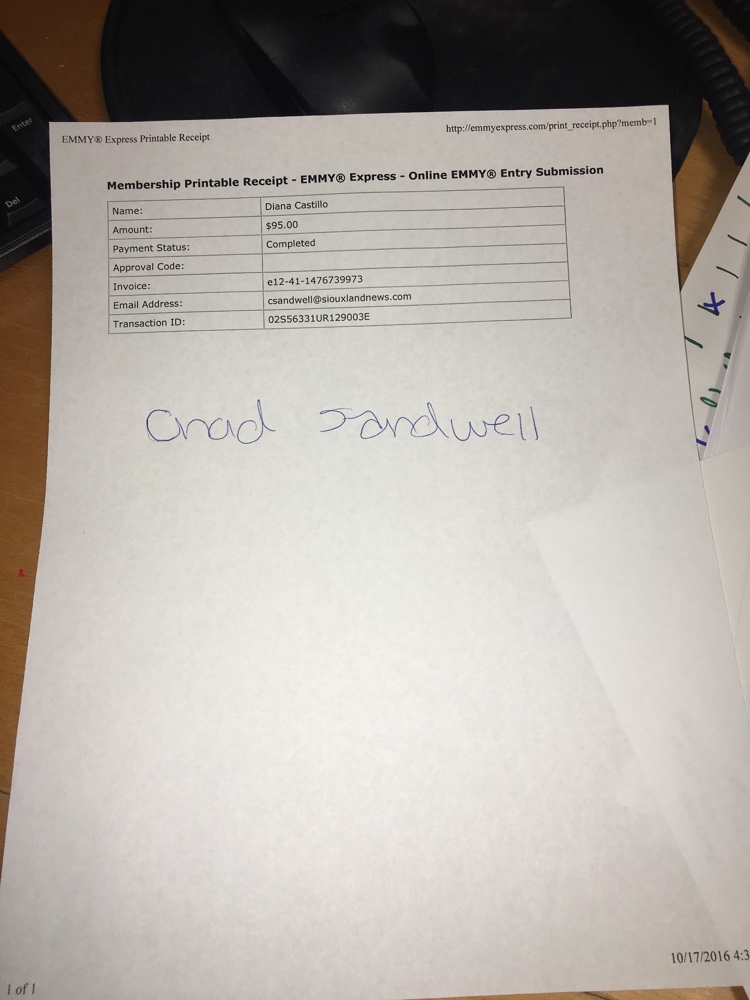 Enter
Del
EMMY® Express Printable Receipt
http://emmyexpress.com/print_receipt.php?memb=1
Membership Printable Receipt - EMMY® Express - Online EMMY® Entry Submission
Name: Diana Castillo
Amount: $95.00
Payment Status: Completed
Approval Code:
Invoice: e12-41-1476739973
Email Address: csandwell@siouxlandnews.com
Transaction ID: 02S56331UR129003E
Chad Sandwell
10/17/2016 4:3
1 of 1